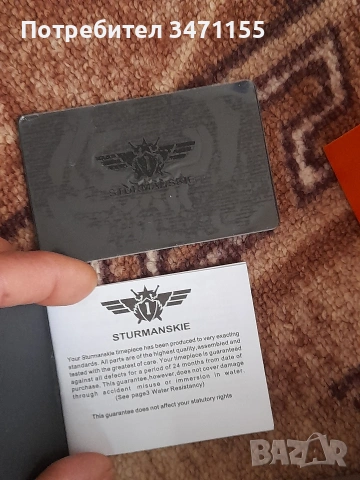 Потребител 3471155
1
STURMANSKIE
1
STURMANSKIE
Your Sturmanskie timepiece has been produced to very exacting
standards. All parts are of the highest quality, assembled and
tested with the greatest of care. Your timepiece is guaranteed
against all defects for a period of 24 months from date of
purchase. This guarantee, however, does not cover damage
through accident misuse or immersion in water.
(See page3 Water Resistancy)
This guarantee does not affect your statutory rights
BAZAR